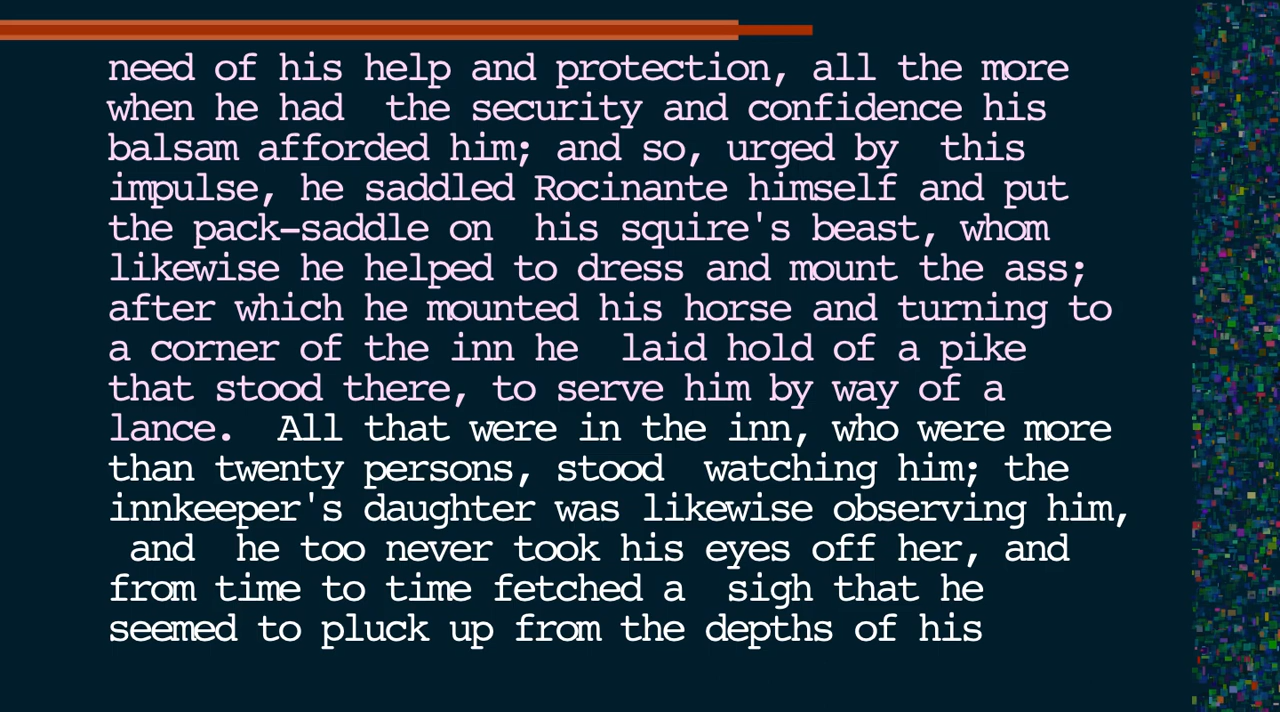 need of his help and protection, all the more
when he had  the security and confidence his
balsam afforded him; and so, urged by  this
impulse, he saddled Rocinante himself and put
the pack-saddle on  his squire's beast, whom
likewise he helped to dress and mount the ass;
after which he mounted his horse and turning to
a corner of the inn he  laid hold of a pike
that stood there, to serve him by way of a
lance.  All that were in the inn, who were more
than twenty persons, stood  watching him; the
innkeeper's daughter was likewise observing him,
 and  he too never took his eyes off her, and
from time to time fetched a  sigh that he
seemed to pluck up from the depths of his